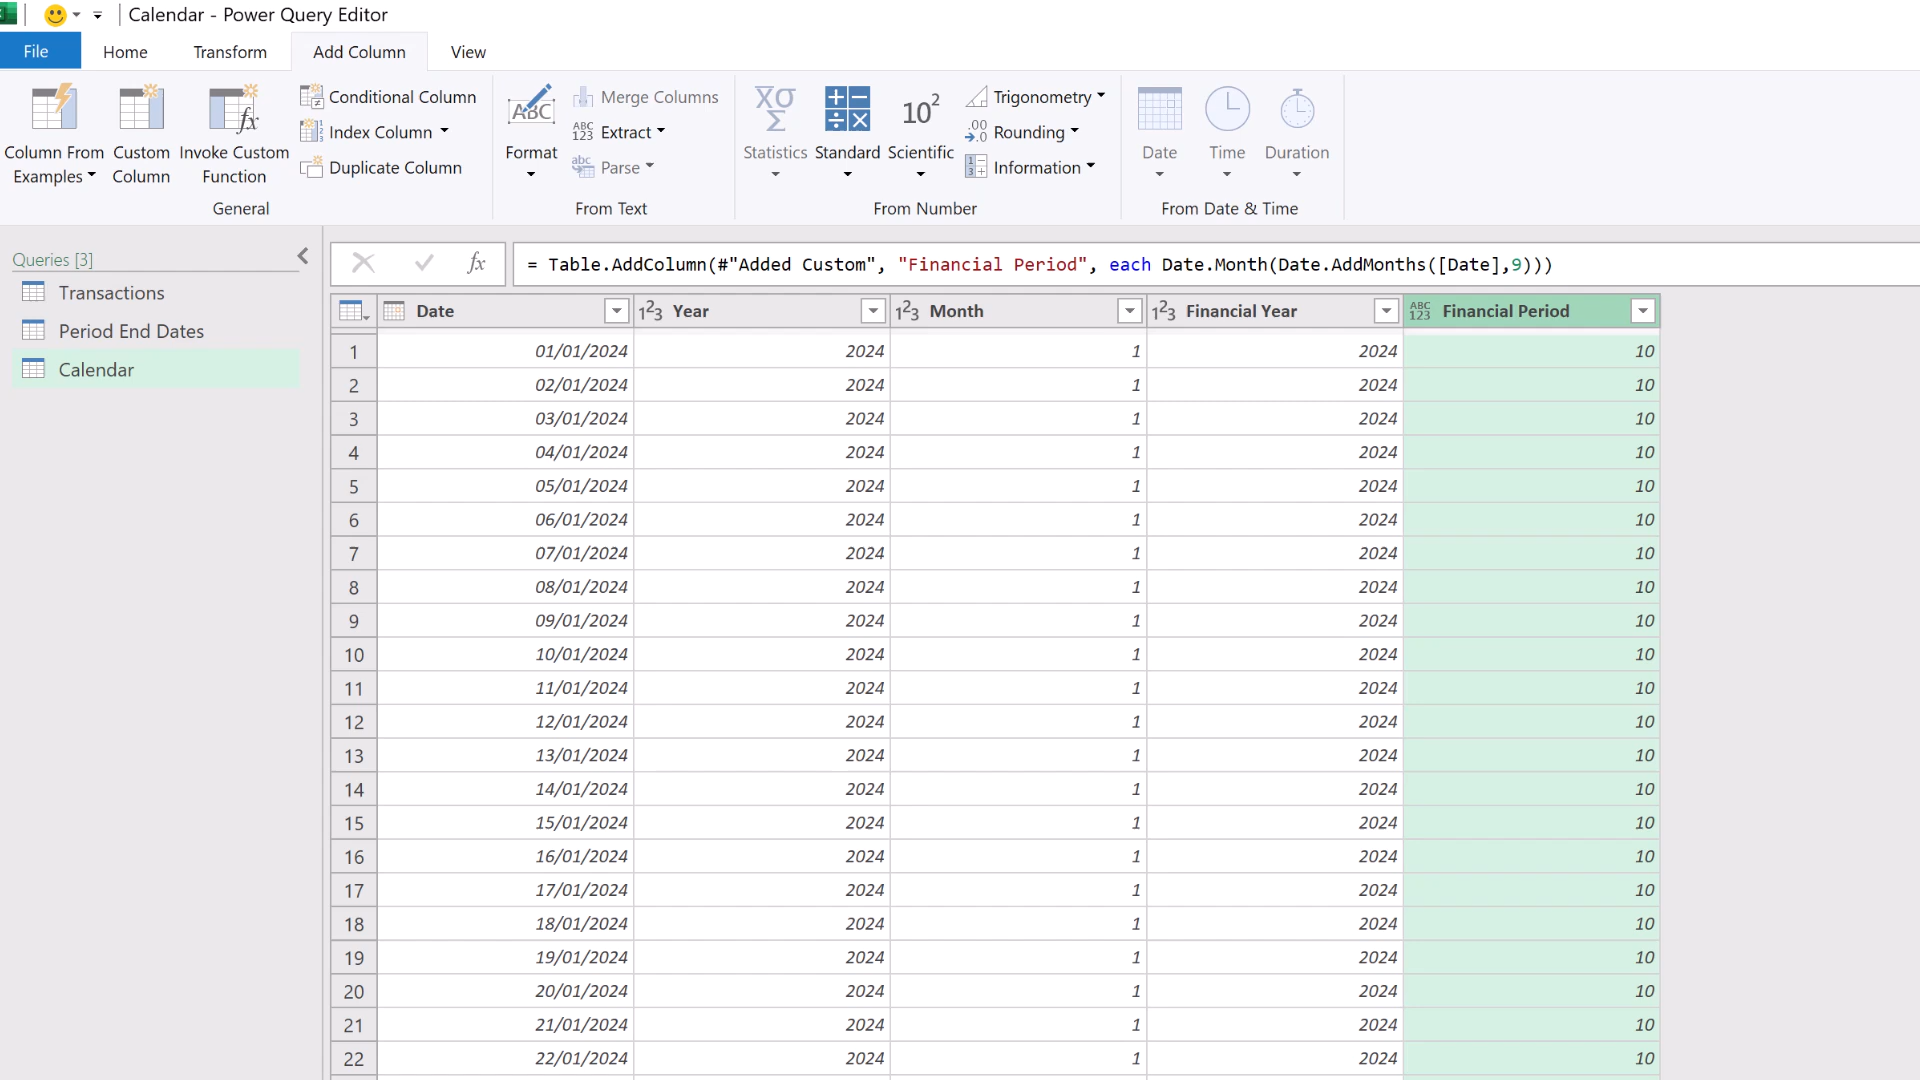 Calendar - Power Query Editor
File Home Transform Add Column View
Column From Examples
Custom Column
Invoke Custom Function
Conditional Column
Index Column
Duplicate Column
General
Format
Merge Columns
Extract
Parse
From Text
Statistics
Standard
Scientific
Trigonometry
Rounding
Information
From Number
Date
Time
Duration
From Date & Time
Queries [3]
Transactions
Period End Dates
Calendar
fx = Table.AddColumn(#"Added Custom", "Financial Period", each Date.Month(Date.AddMonths([Date],9)))
Date 123 Year 123 Month 123 Financial Year ABC 123 Financial Period
1 01/01/2024 2024 1 2024 10
2 02/01/2024 2024 1 2024 10
3 03/01/2024 2024 1 2024 10
4 04/01/2024 2024 1 2024 10
5 05/01/2024 2024 1 2024 10
6 06/01/2024 2024 1 2024 10
7 07/01/2024 2024 1 2024 10
8 08/01/2024 2024 1 2024 10
9 09/01/2024 2024 1 2024 10
10 10/01/2024 2024 1 2024 10
11 11/01/2024 2024 1 2024 10
12 12/01/2024 2024 1 2024 10
13 13/01/2024 2024 1 2024 10
14 14/01/2024 2024 1 2024 10
15 15/01/2024 2024 1 2024 10
16 16/01/2024 2024 1 2024 10
17 17/01/2024 2024 1 2024 10
18 18/01/2024 2024 1 2024 10
19 19/01/2024 2024 1 2024 10
20 20/01/2024 2024 1 2024 10
21 21/01/2024 2024 1 2024 10
22 22/01/2024 2024 1 2024 10